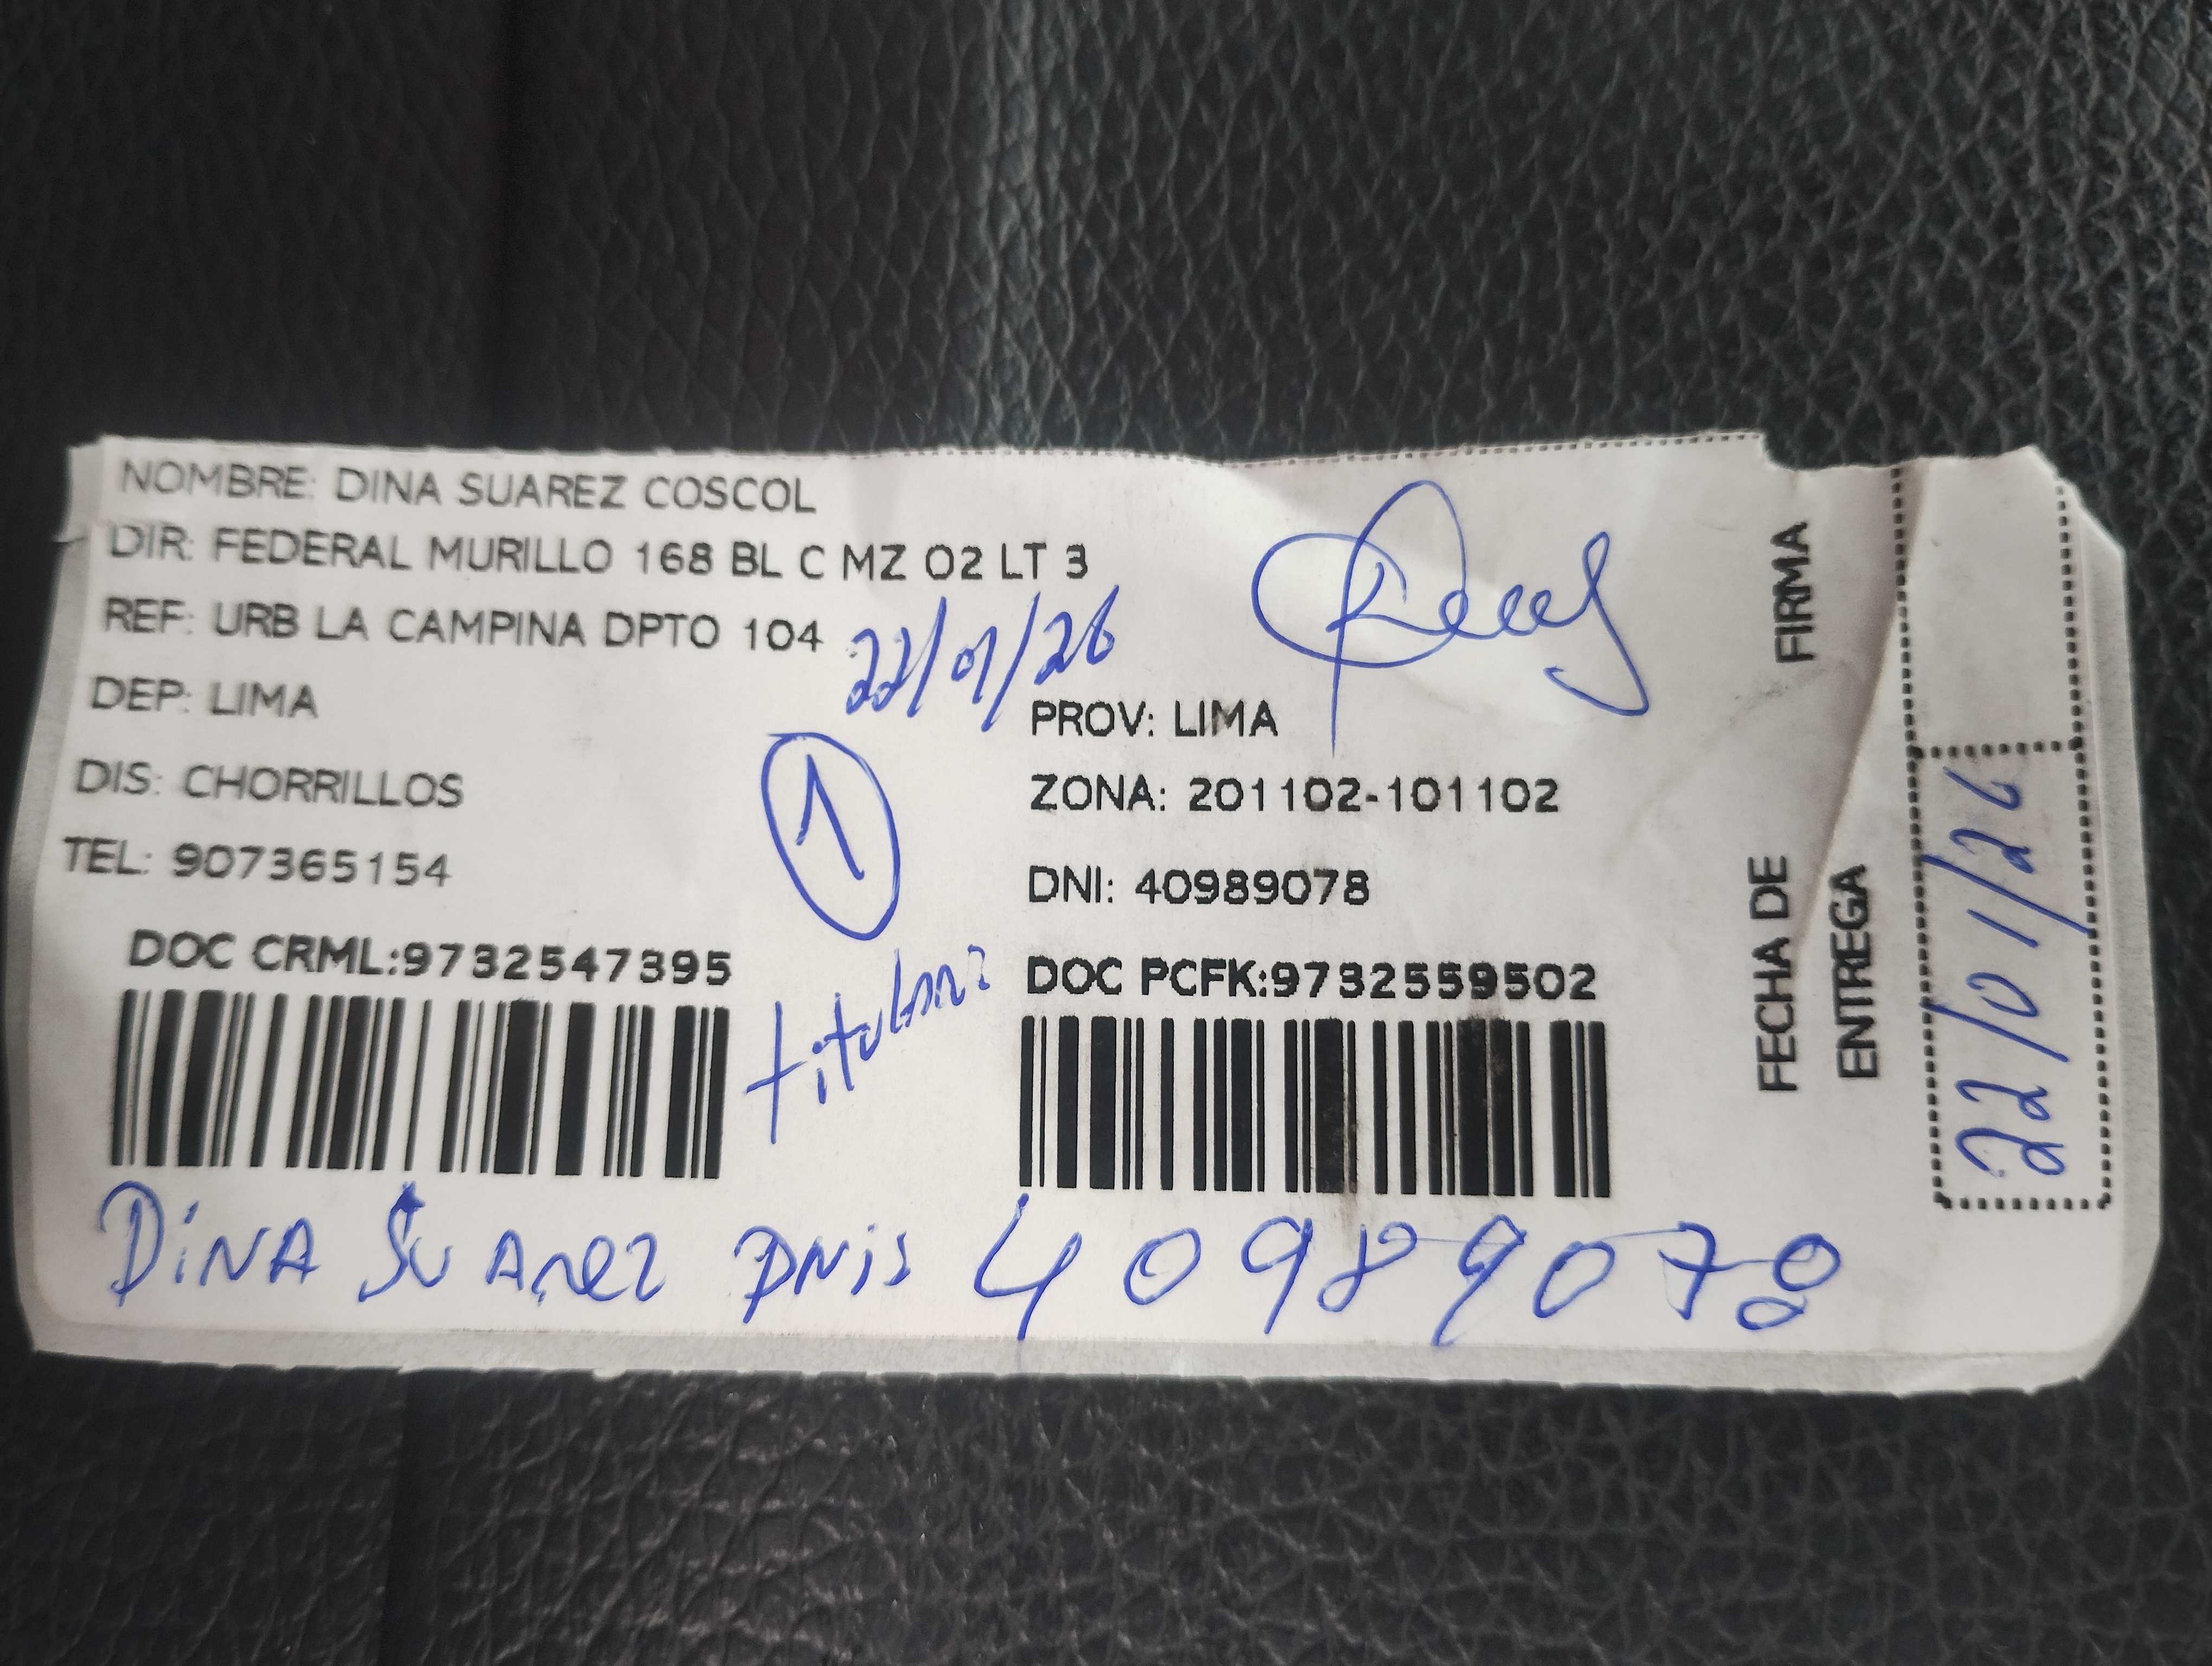 NOMBRE: DINA SUAREZ COSCOL
DIR: FEDERAL MURILLO 168 BL C MZ 02 LT 3
REF: URB LA CAMPINA DPTO 104
22/01/26
DEP: LIMA
PROV: LIMA
DIS: CHORRILLOS
ZONA: 201102-101102
TEL: 907365154
DNI: 40989078
1
DOC CRML:9732547395
DOC PCFK:9732559502
DINA SUAREZ
40989078
FIRMA
FECHA DE
ENTREGA
22/01/26